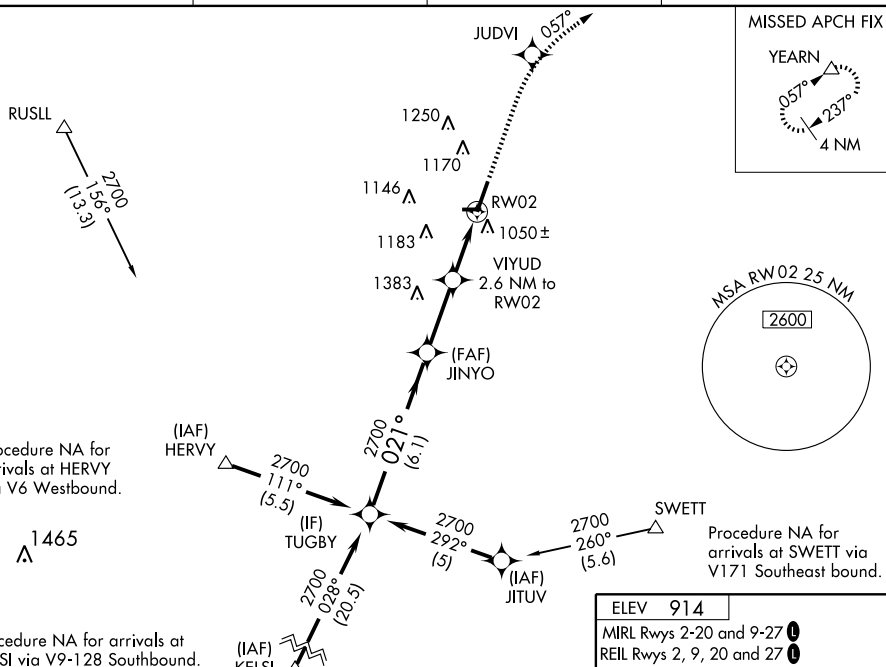 JUDVI
057°
MISSED APCH FIX
YEARN
057°
237°
4 NM
RUSLL
2700
156°
(13.3)
1250
1170
1146
RW02
1183
1050±
1383
VIYUD
2.6 NM to
RW02
MSA RW02 25 NM
2600
(FAF)
JINYO
2700
021°
(6.1)
(IAF)
HERVY
2700
111°
(5.5)
ocedure NA for
ivals at HERVY
V6 Westbound.
(IF)
TUGBY
1465
2700
292°
(5)
SWETT
2700
260°
(5.6)
(IAF)
JITUV
Procedure NA for
arrivals at SWETT via
V171 Southeast bound.
2700
028°
(20.5)
cedure NA for arrivals at
SI via V9-128 Southbound.
(IAF)
KELSI
ELEV 914
MIRL Rwys 2-20 and 9-27 L
REIL Rwys 2, 9, 20 and 27 L